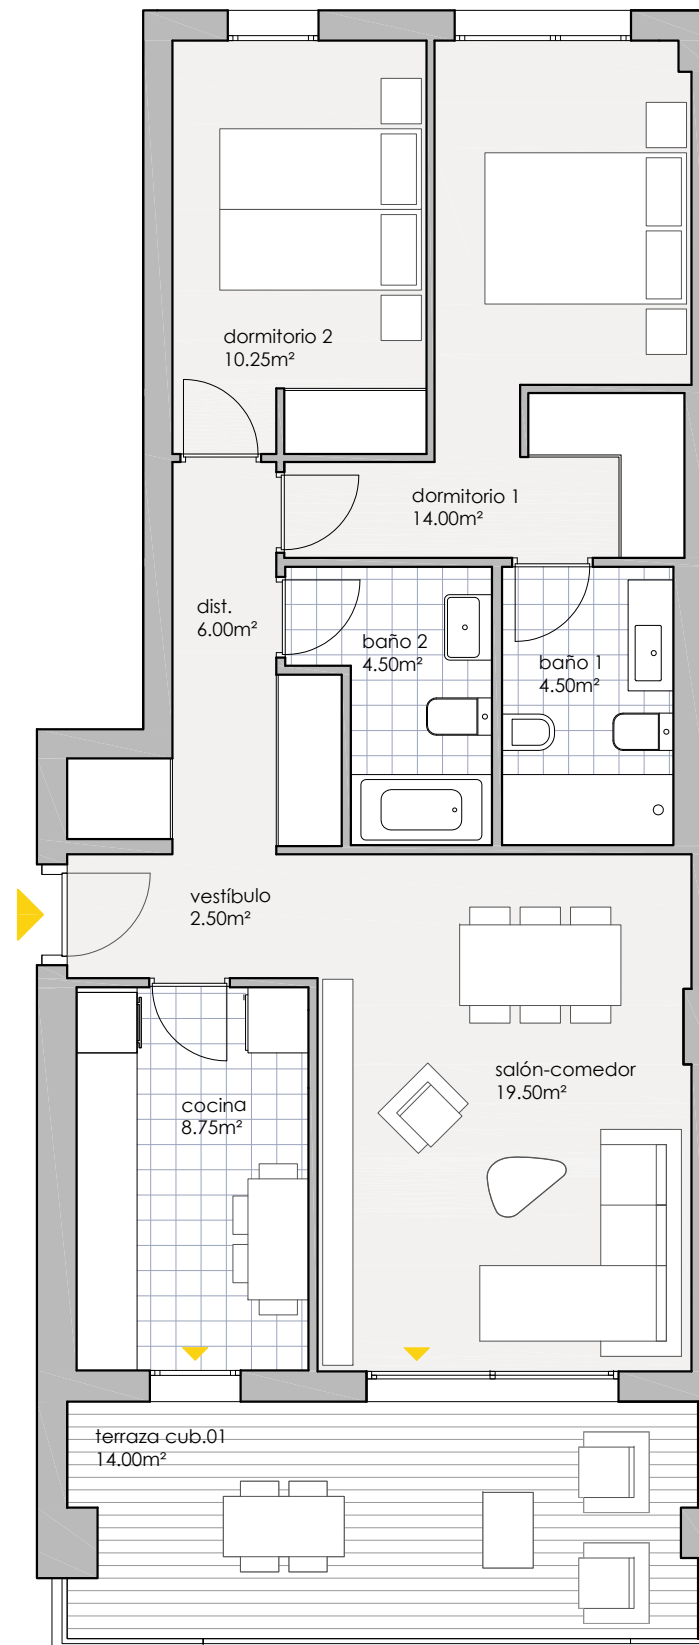 dormitorio 2
10.25m²
dormitorio 1
14.00m²
dist.
6.00m²
baño 2
4.50m²
baño 1
4.50m²
vestíbulo
2.50m²
salón-comedor
19.50m²
cocina
8.75m²
terraza cub.01
14.00m²